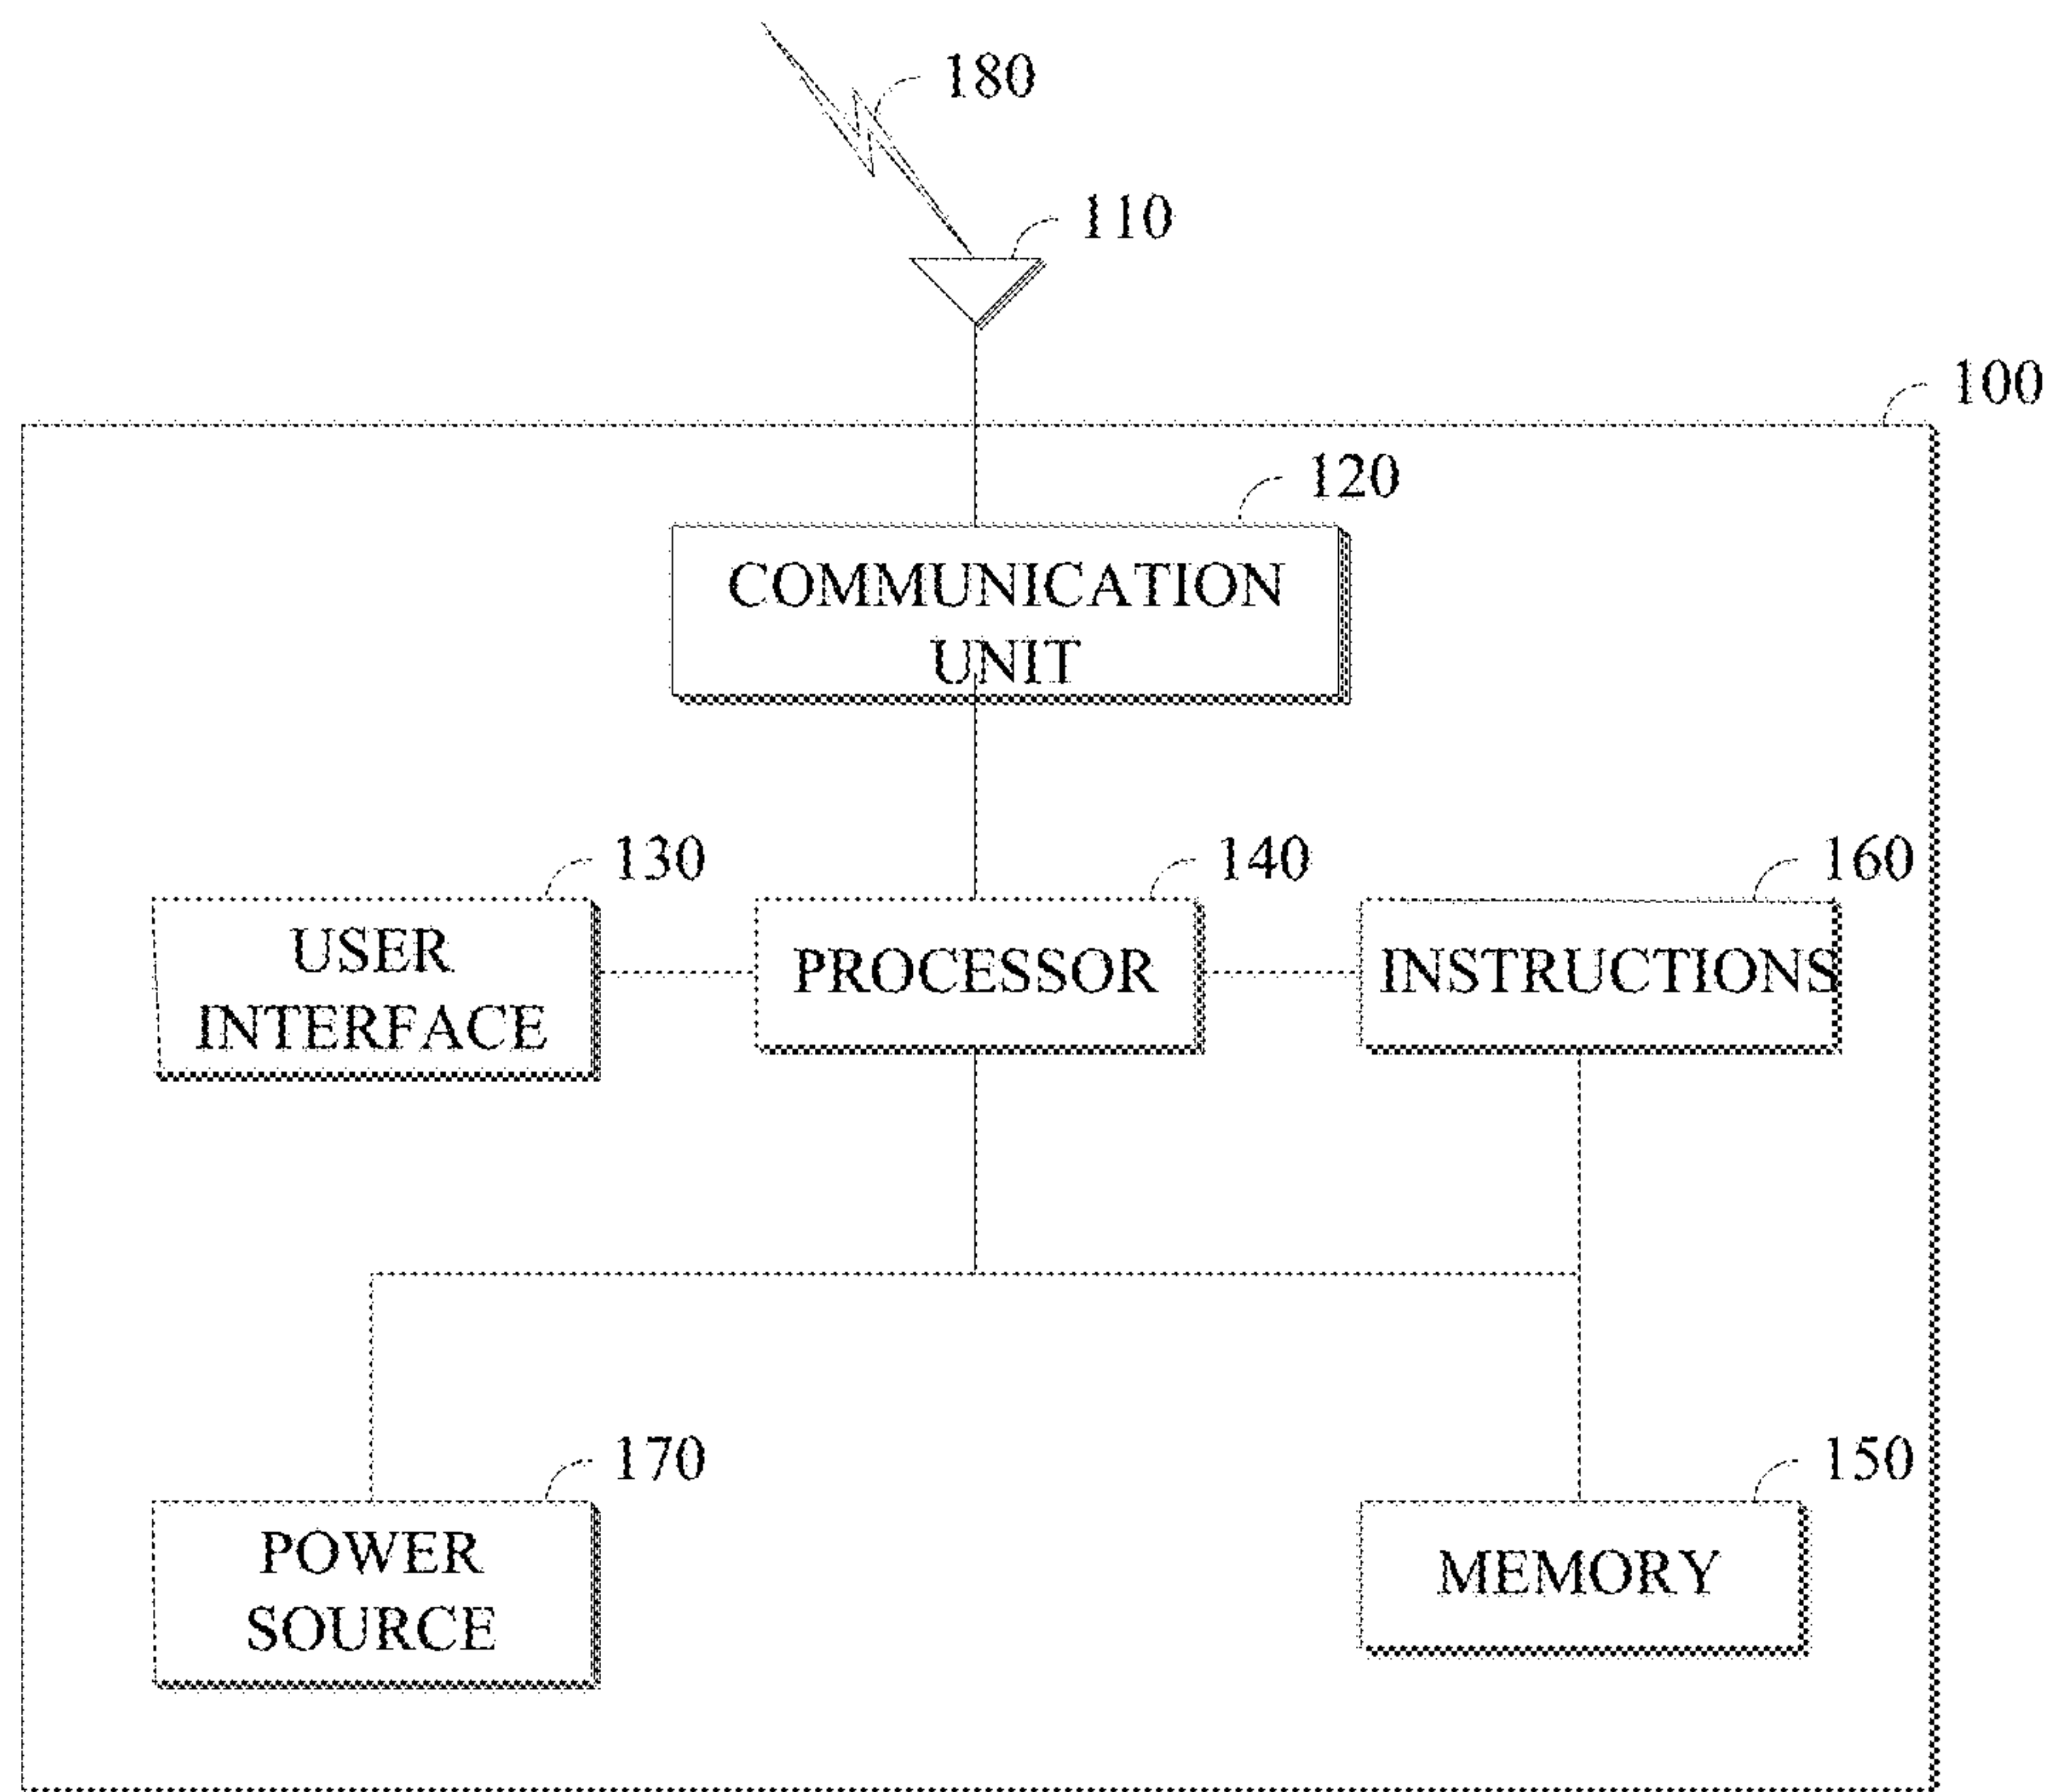 180
110
100
120
COMMUNICATION
UNIT
130
140
160
USER
INTERFACE
PROCESSOR
INSTRUCTIONS
170
150
POWER
SOURCE
MEMORY